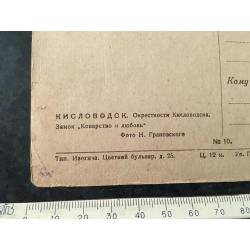 Кому
КИСЛОВОДСК. Окрестности Кисловодска.
Замок „Коварство и любовь“
Фото Н. Грановского
№ 10.
Тип. Изогиза. Цветной бульвар, д. 25. Ц. 12 к.
10 20 30 40 50 60 70 80